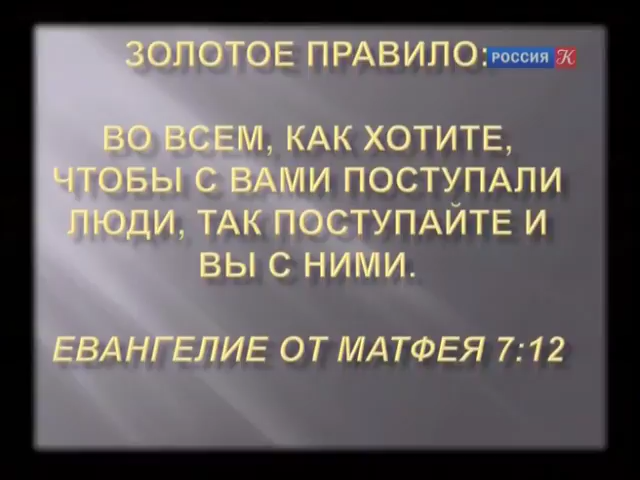 ЗОЛОТОЕ ПРАВИЛО:
РОССИЯ К
ВО ВСЕМ, КАК ХОТИТЕ,
ЧТОБЫ С ВАМИ ПОСТУПАЛИ
ЛЮДИ, ТАК ПОСТУПАЙТЕ И
ВЫ С НИМИ.
ЕВАНГЕЛИЕ ОТ МАТФЕЯ 7:12